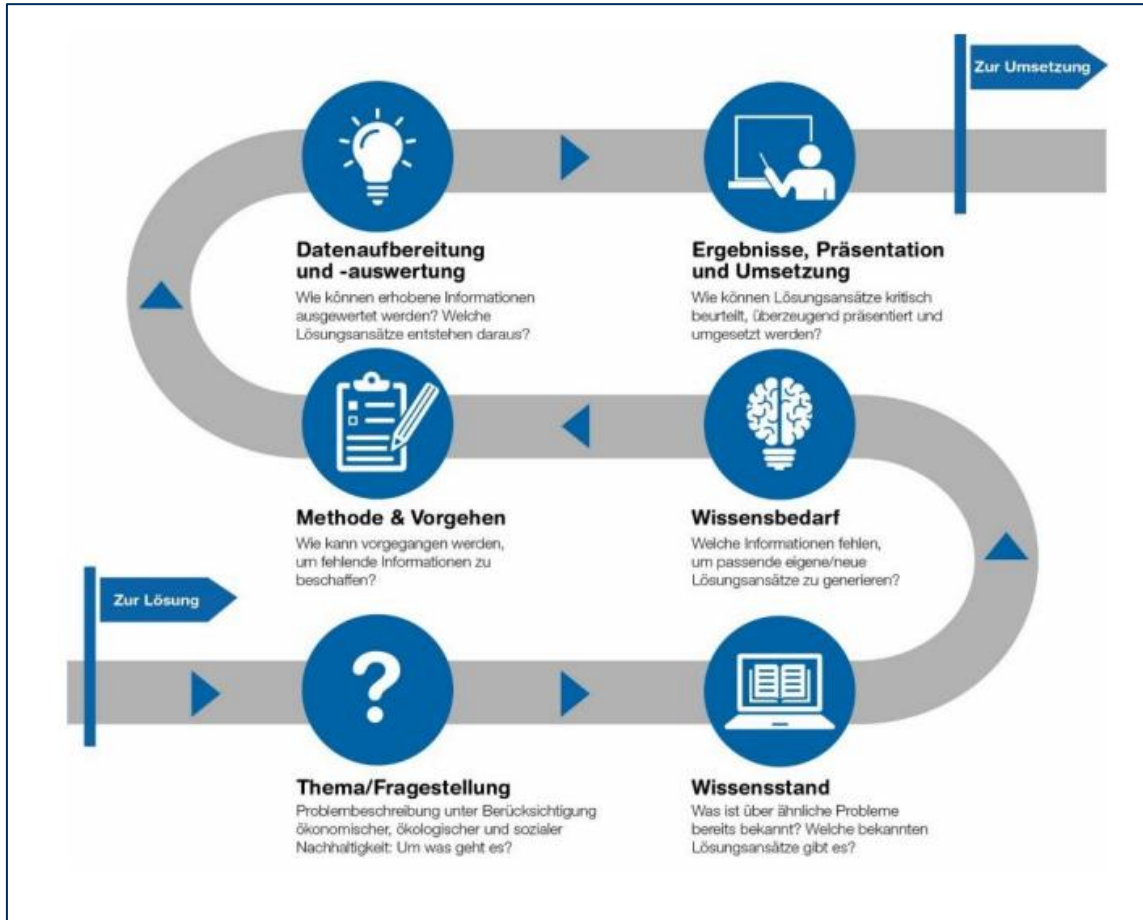 Zur Umsetzung
Datenaufbereitung
und -auswertung
Wie können erhobene Informationen
ausgewertet werden? Welche
Lösungsansätze entstehen daraus?
Ergebnisse, Präsentation
und Umsetzung
Wie können Lösungsansätze kritisch
beurteilt, überzeugend präsentiert und
umgesetzt werden?
Methode & Vorgehen
Wie kann vorgegangen werden,
um fehlende Informationen zu
beschaffen?
Wissensbedarf
Welche Informationen fehlen,
um passende eigene/neue
Lösungsansätze zu generieren?
Zur Lösung
?
Thema/Fragestellung
Problembeschreibung unter Berücksichtigung
ökonomischer, ökologischer und sozialer
Nachhaltigkeit: Um was geht es?
Wissensstand
Was ist über ähnliche Probleme
bereits bekannt? Welche bekannten
Lösungsansätze gibt es?